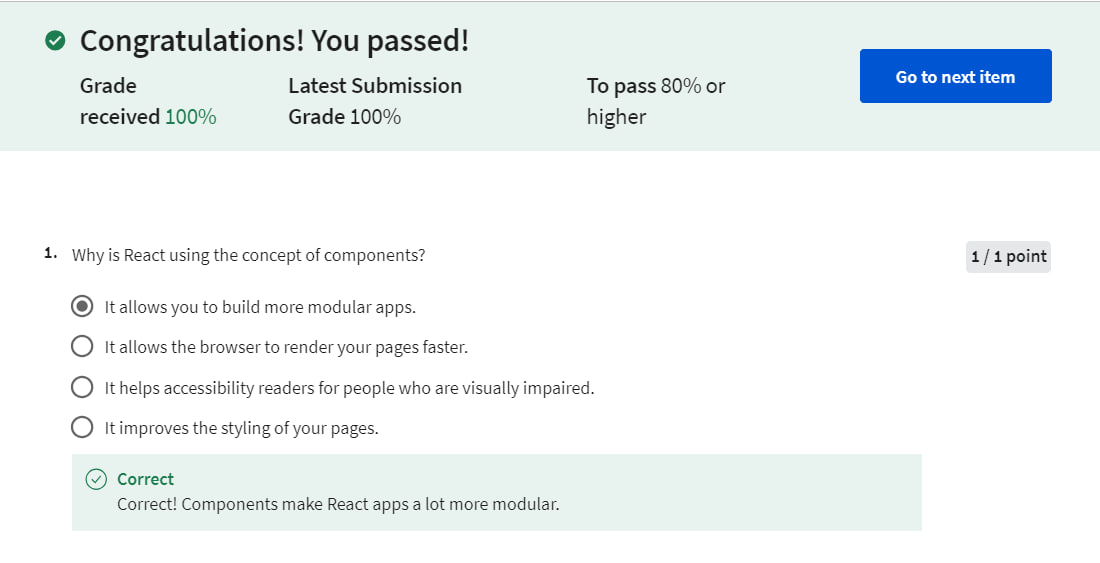 Congratulations! You passed!
Grade received 100%
Latest Submission Grade 100%
To pass 80% or higher
Go to next item
1. Why is React using the concept of components?
1 / 1 point
It allows you to build more modular apps.
It allows the browser to render your pages faster.
It helps accessibility readers for people who are visually impaired.
It improves the styling of your pages.
Correct
Correct! Components make React apps a lot more modular.